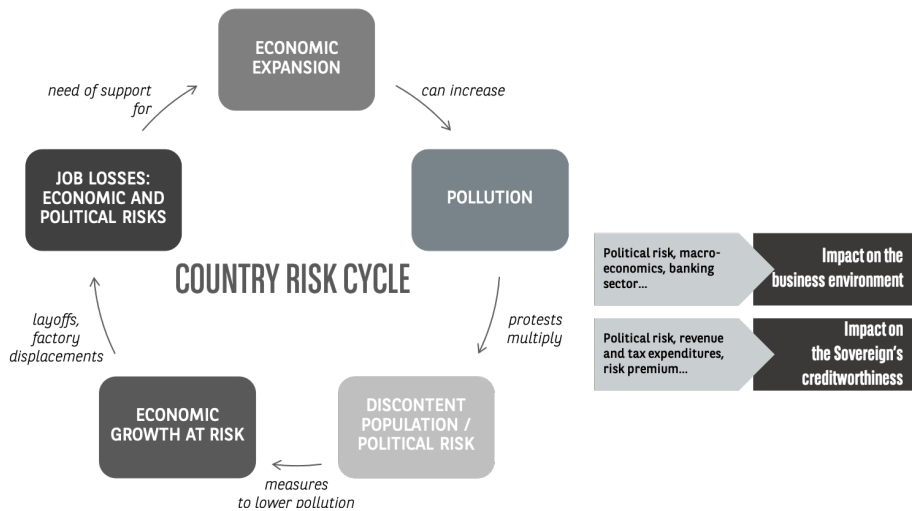 ECONOMIC
EXPANSION
can increase
POLLUTION
protests
multiply
DISCONTENT
POPULATION /
POLITICAL RISK
measures
to lower pollution
ECONOMIC
GROWTH AT RISK
layoffs,
factory
displacements
JOB LOSSES:
ECONOMIC AND
POLITICAL RISKS
need of support
for
COUNTRY RISK CYCLE
Political risk, macro-
economics, banking
sector...
Impact on the
business environment
Political risk, revenue
and tax expenditures,
risk premium...
Impact on
the Sovereign's
creditworthiness